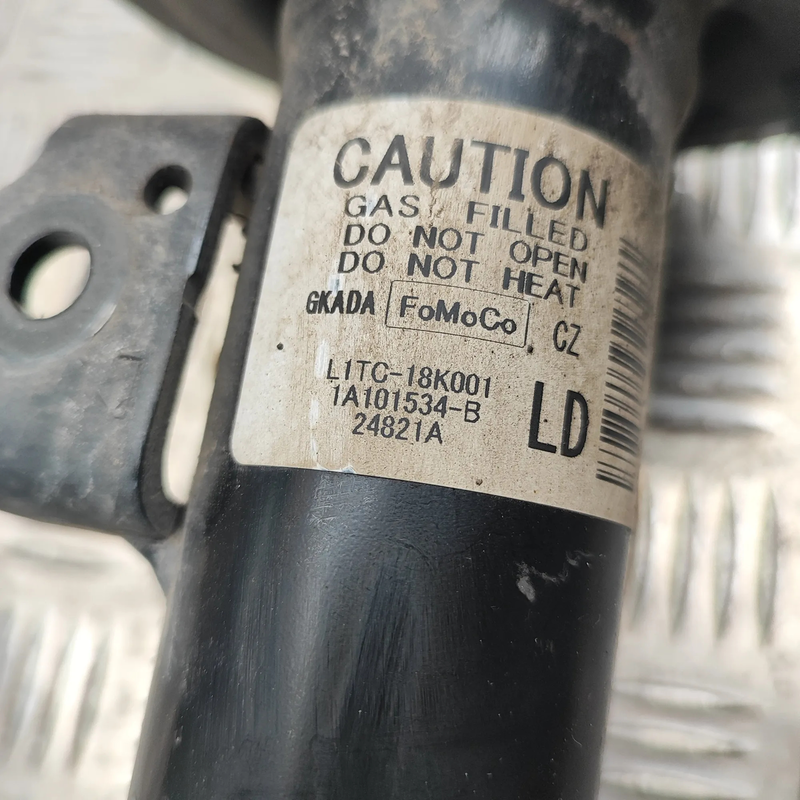 CAUTION
GAS FILLED
DO NOT OPEN
DO NOT HEAT
GKADA FoMoCo CZ
L1TC-18K001
1A101534-B
24821A
LD